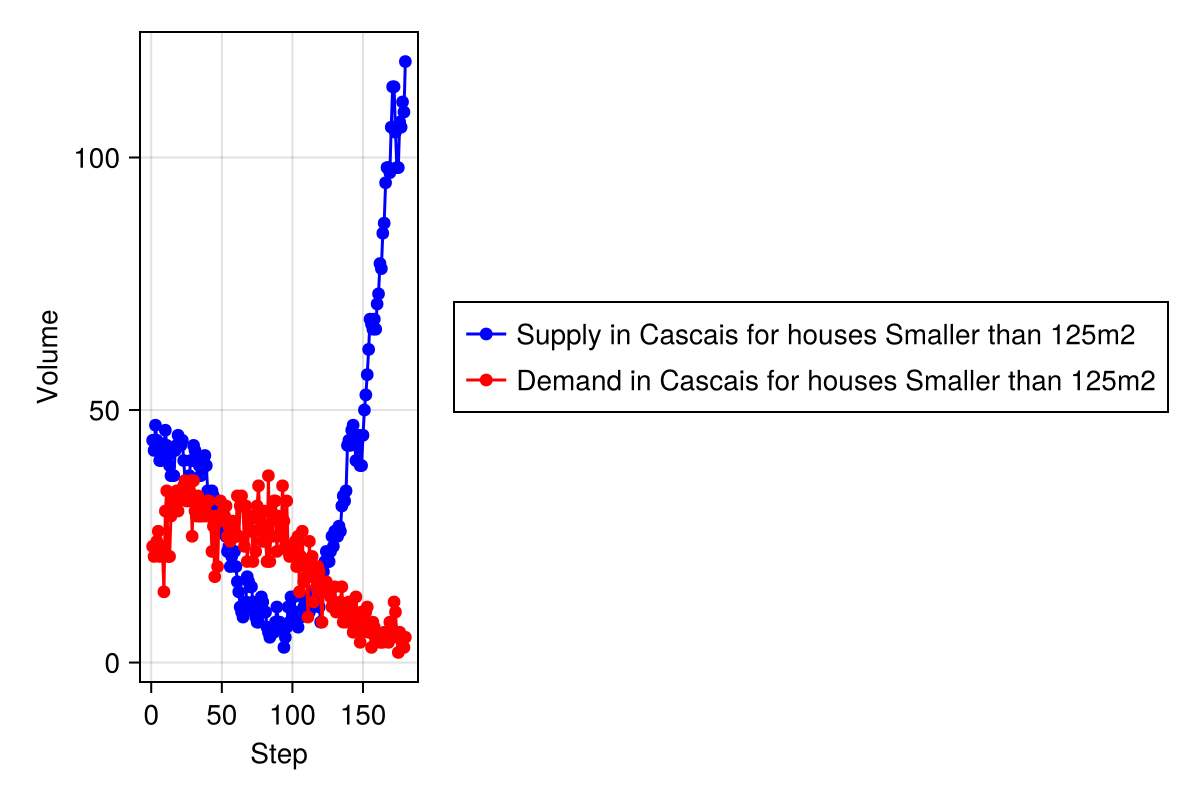 Volume
100
50
0
0 50 100 150
Step
Supply in Cascais for houses Smaller than 125m2
Demand in Cascais for houses Smaller than 125m2